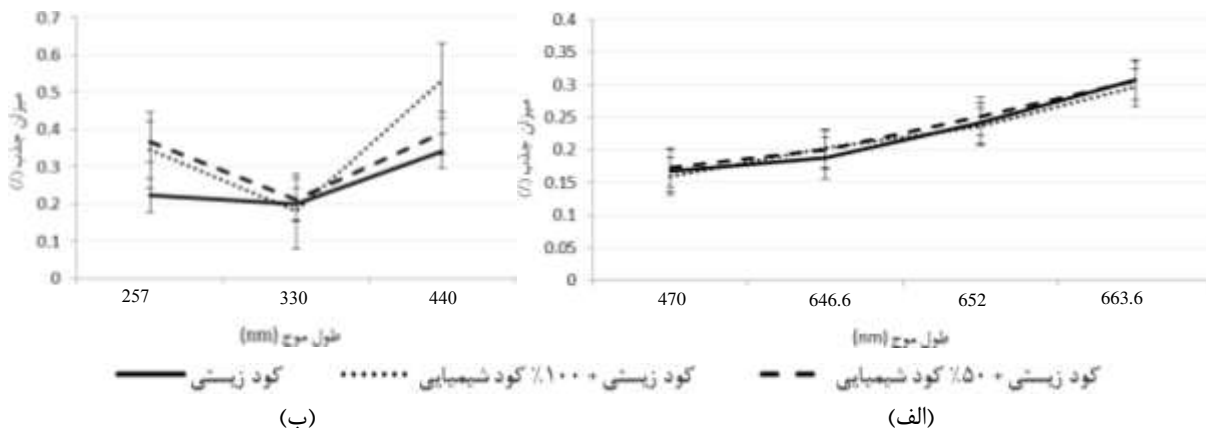 0.7
0.6
0.5
0.4
0.3
0.2
0.1
0
میزان جذب (٪)
257 330 440
طول موج (nm)
0.4
0.35
0.3
0.25
0.2
0.15
0.1
0.05
0
میزان جذب (٪)
470 646.6 652 663.6
طول موج (nm)
کود زیستی + ۵۰٪ کود شیمیایی کود زیستی + ۱۰۰٪ کود شیمیایی کود زیستی
(الف) (ب)